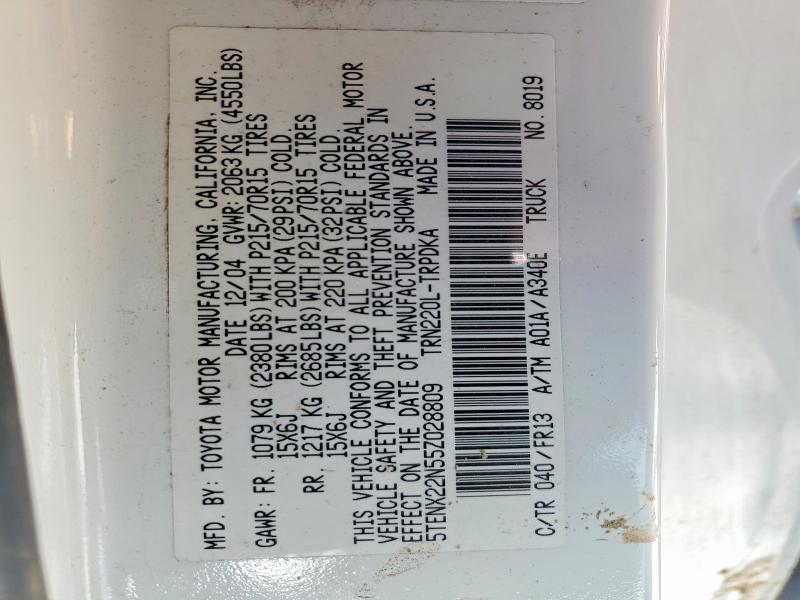 MFD. BY: TOYOTA MOTOR MANUFACTURING, CALIFORNIA, INC.
DATE 12/04 GVWR: 2063 KG (4550LBS)
GAWR: FR. 1079 KG (2380LBS) WITH P215/70R15 TIRES
15X6J RIMS AT 200 KPA (29PSI) COLD.
RR. 1217 KG (2685LBS) WITH P215/70R15 TIRES
15X6J RIMS AT 220 KPA (32PSI) COLD.
THIS VEHICLE CONFORMS TO ALL APPLICABLE FEDERAL MOTOR
VEHICLE SAFETY AND THEFT PREVENTION STANDARDS IN
EFFECT ON THE DATE OF MANUFACTURE SHOWN ABOVE.
5TENX22N55Z028809 TRN220L-TRPDKA MADE IN U.S.A.
C/TR 040/FR13 A/TM A01A/A340E TRUCK NO. 8019